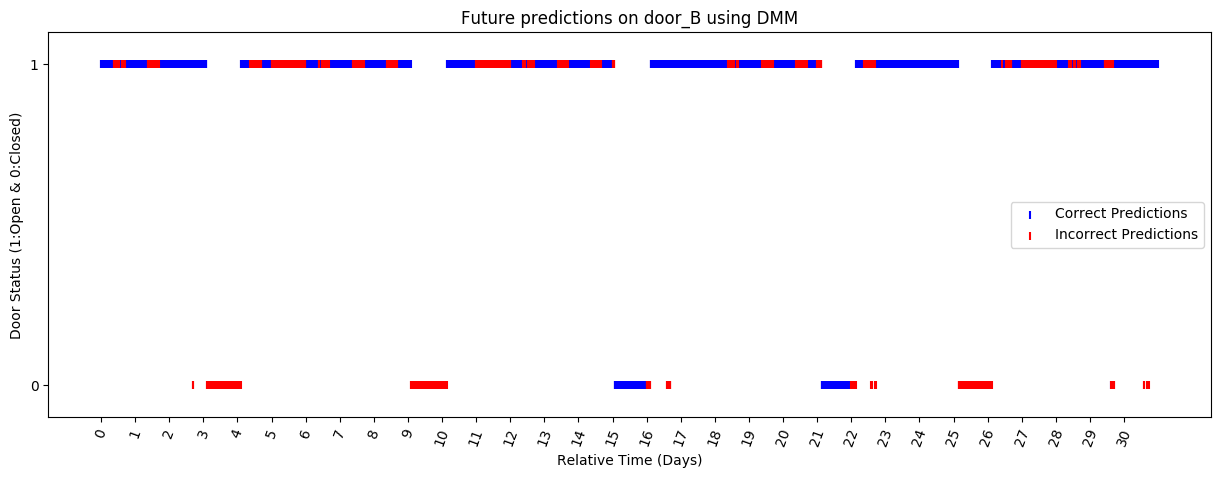 Future predictions on door_B using DMM
Door Status (1:Open & 0:Closed)
1
0
Correct Predictions
Incorrect Predictions
0 1 2 3 4 5 6 7 8 9 10 11 12 13 14 15 16 17 18 19 20 21 22 23 24 25 26 27 28 29 30
Relative Time (Days)